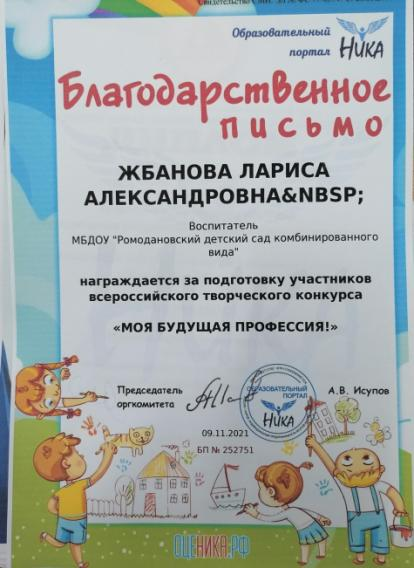 Образовательный
портал НИКА
Благодарственное
письмо
ЖБАНОВА ЛАРИСА
АЛЕКСАНДРОВНА&NBSP;
Воспитатель
МБДОУ "Ромодановский детский сад комбинированного
вида"
награждается за подготовку участников
всероссийского творческого конкурса
«МОЯ БУДУЩАЯ ПРОФЕССИЯ!»
Председатель
оргкомитета
А.В. Исупов
ОБРАЗОВАТЕЛЬНЫЙ
ПОРТАЛ
НИКА
09.11.2021
БП № 252751
ОЦЕНИКА.РФ